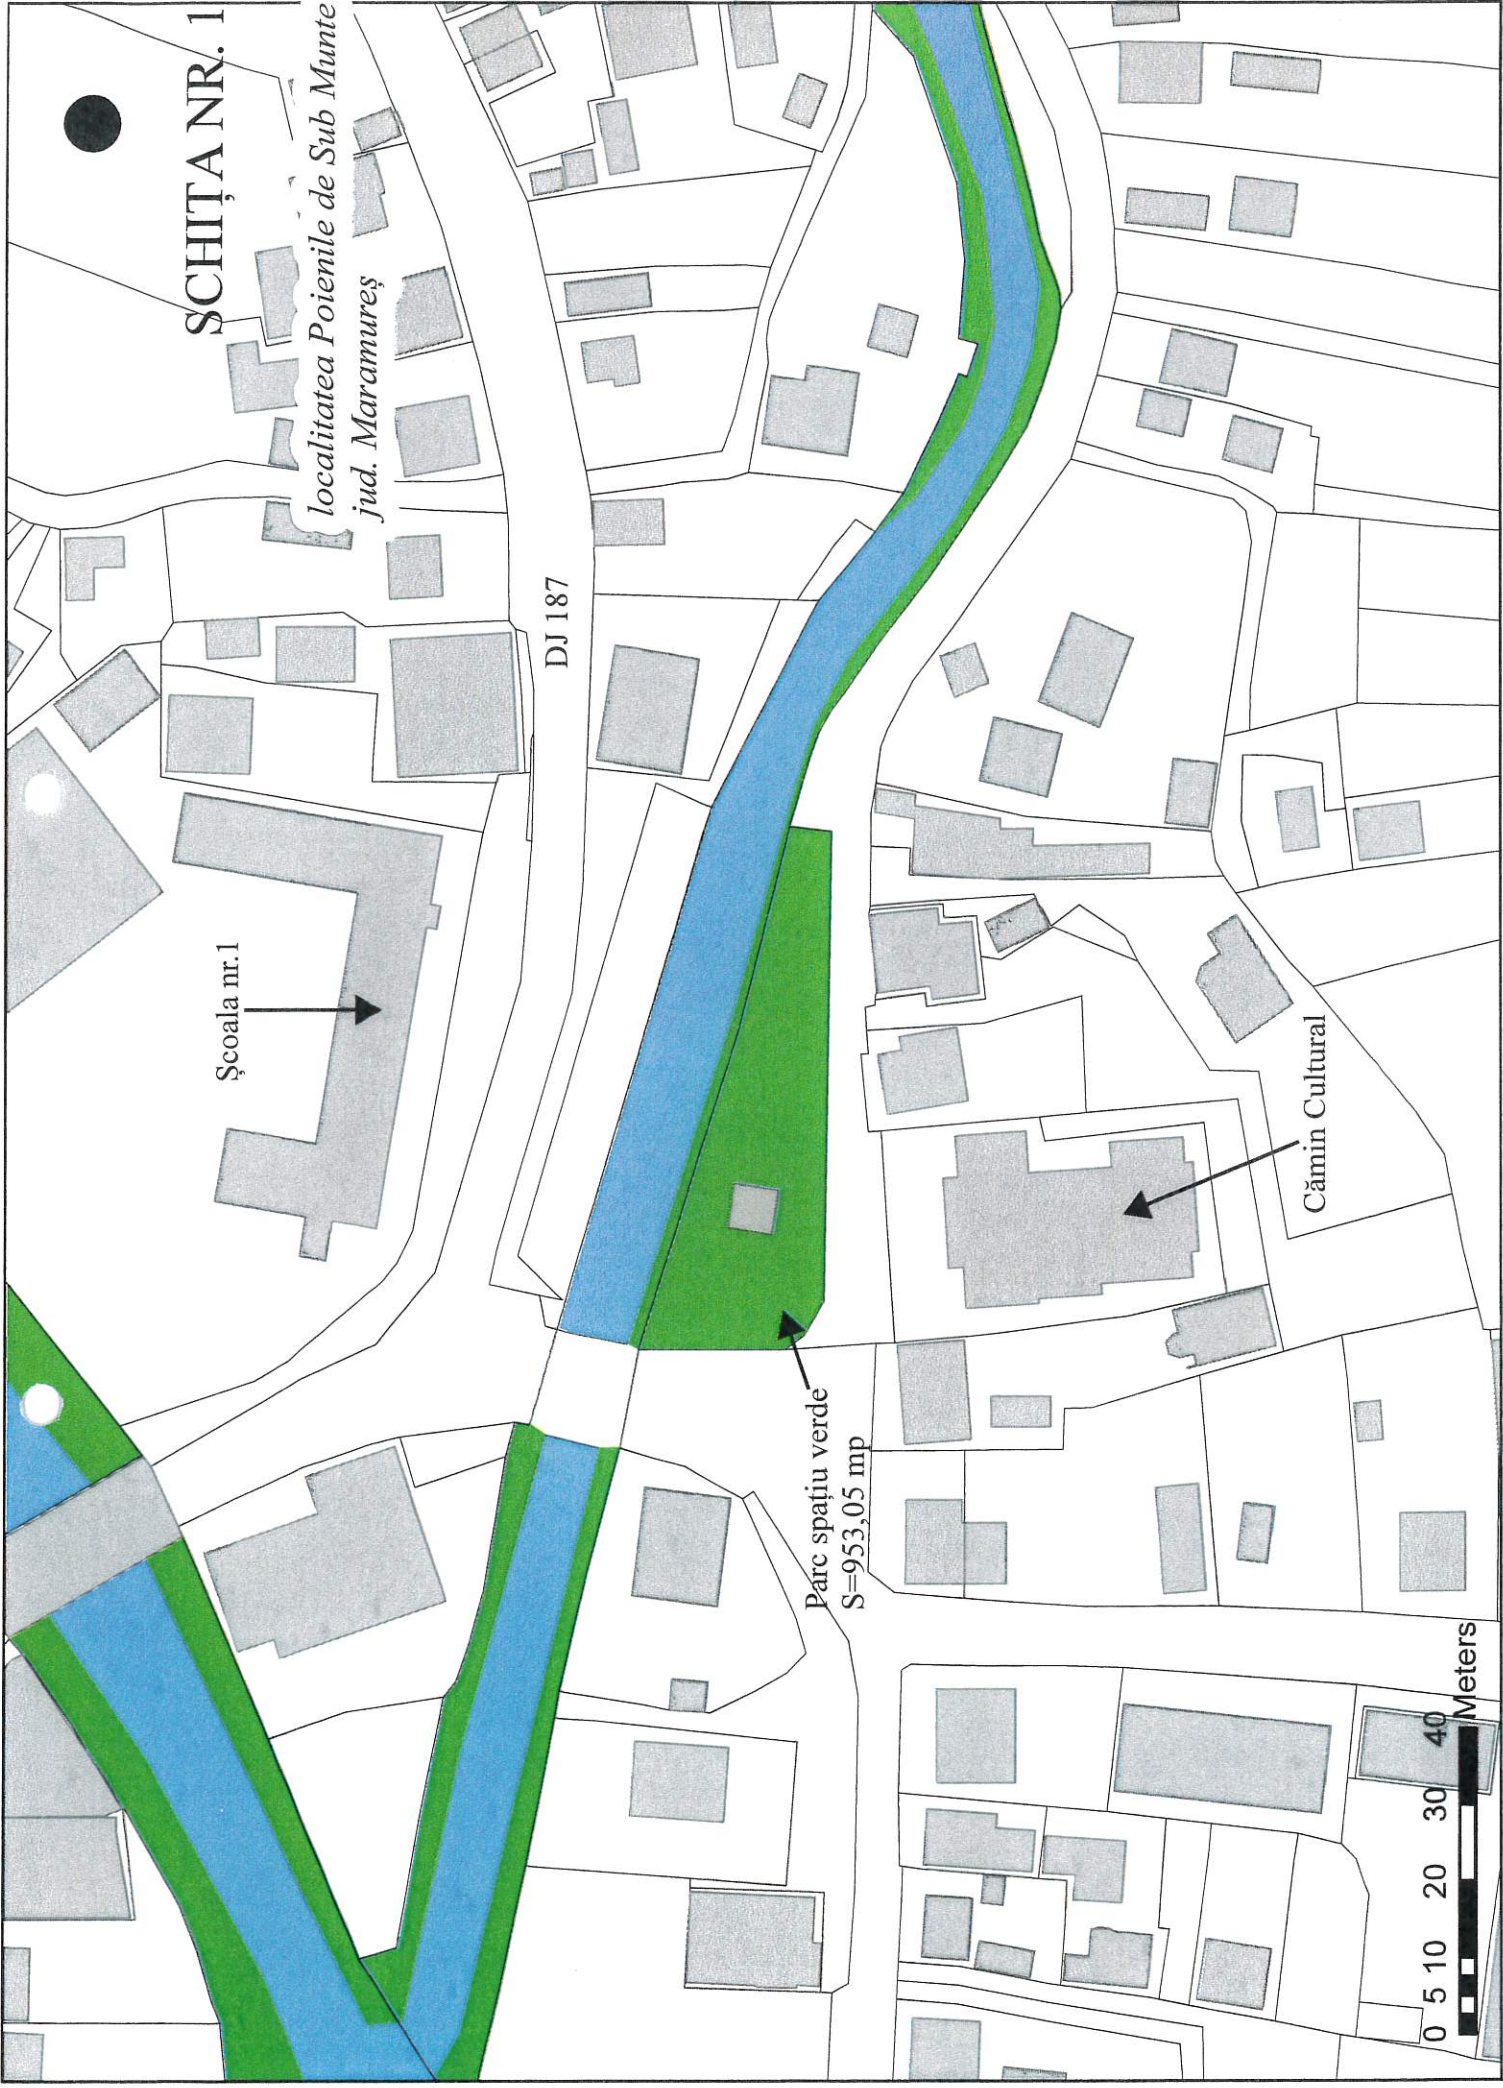 SCHIȚA NR. 1
localitatea Poienile de Sub Munte
jud. Maramureș
DJ 187
Școala nr.1
Cămin Cultural
Parc spațiu verde
S=953,05 mp
0 5 10 20 30 40
Meters